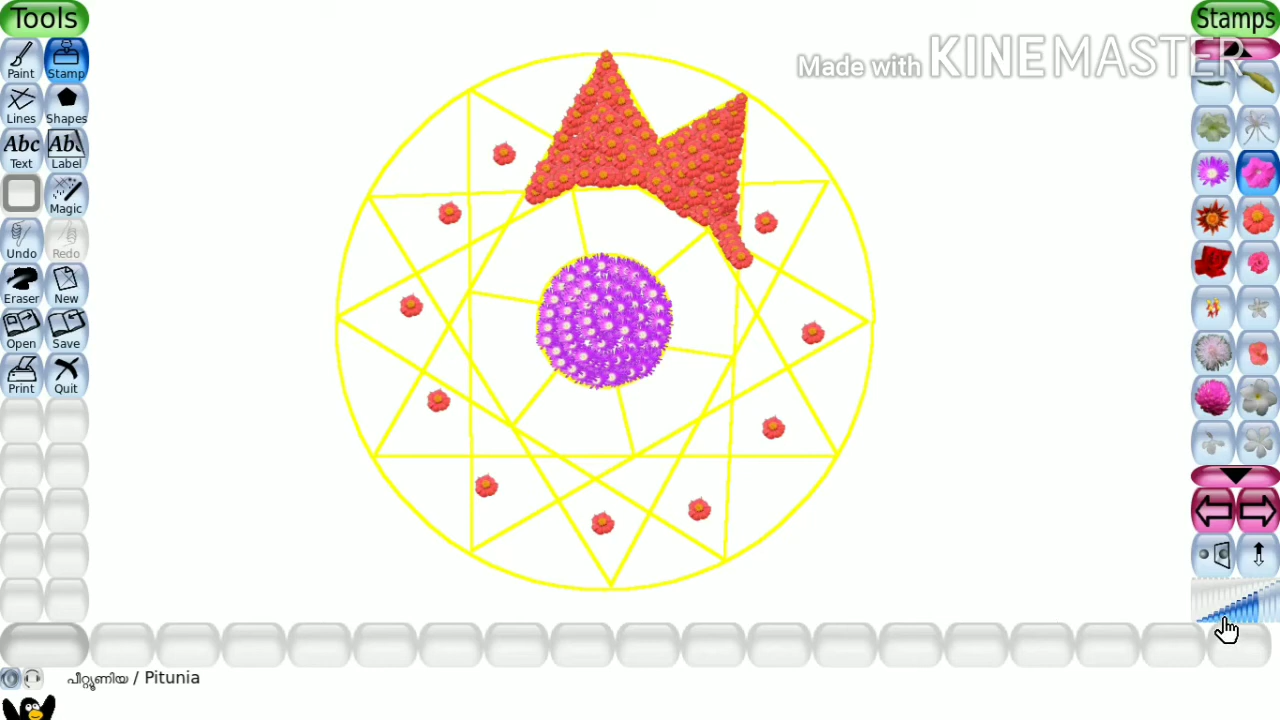 Tools
Stamps
Made with KINEMASTER
Paint
Stamp
Lines
Shapes
Abc
Abc
Text
Label
Magic
Undo
Redo
Eraser
New
Open
Save
Print
Quit
പീറ്റ്യൂണിയ / Pitunia